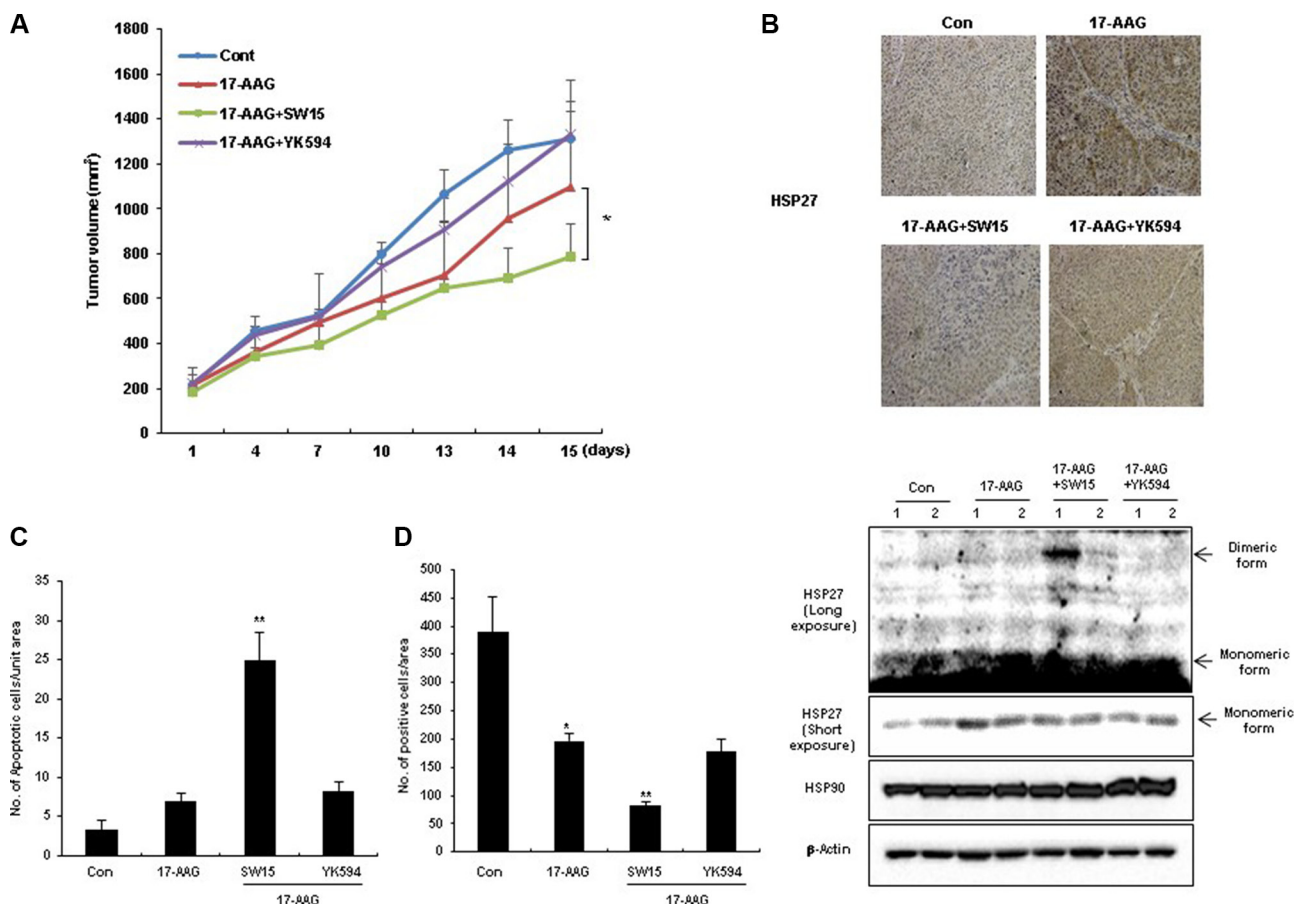 A
Tumor volume(mm³)
1800
1600
1400
1200
1000
800
600
400
200
0
Cont
17-AAG
17-AAG+SW15
17-AAG+YK594
*
1 4 7 10 13 14 15 (days)
B
Con 17-AAG
HSP27
17-AAG+SW15 17-AAG+YK594
Con 17-AAG 17-AAG +SW15 17-AAG +YK594
1 2 1 2 1 2 1 2
HSP27
(Long
exposure)
Dimeric
form
Monomeric
form
HSP27
(Short
exposure)
Monomeric
form
HSP90
β-Actin
C
No. of Apoptotic cells/unit area
35
30
25
20
15
10
5
0
**
Con 17-AAG SW15 YK594
17-AAG
D
No. of positive cells/area
500
450
400
350
300
250
200
150
100
50
0
*
**
Con 17-AAG SW15 YK594
17-AAG